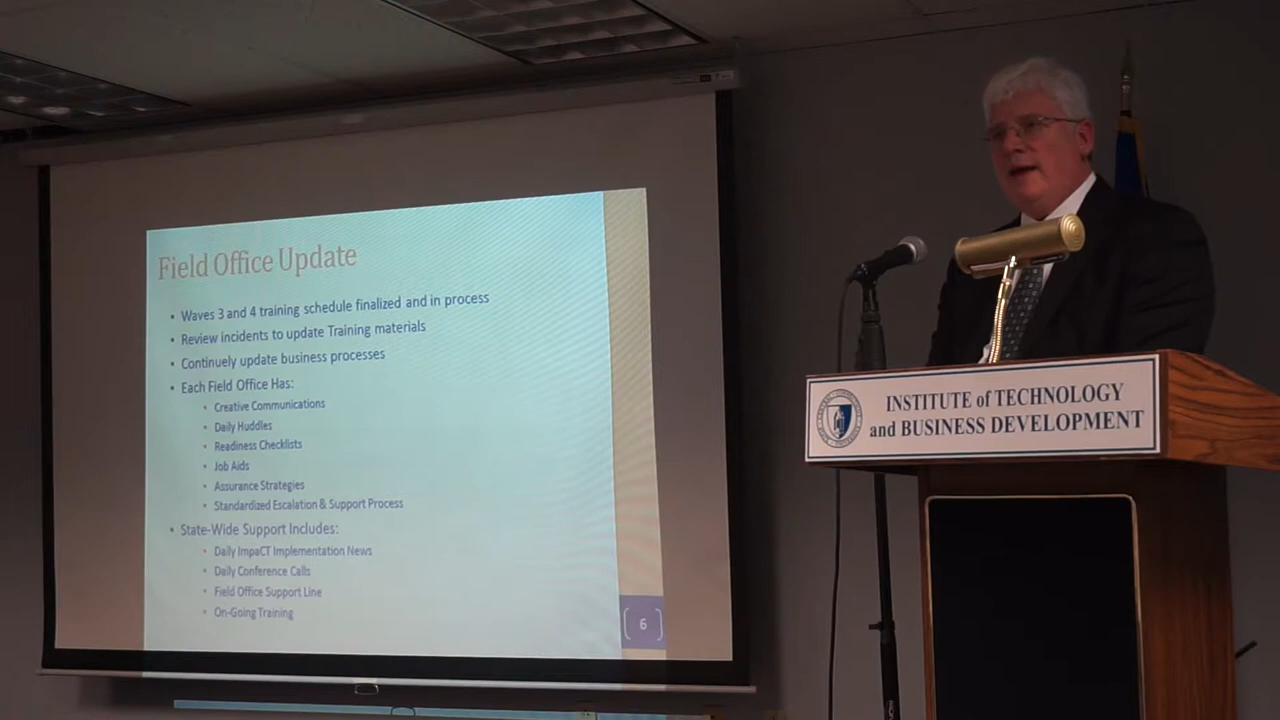 Field Office Update
Waves 3 and 4 training schedule finalized and in process
Review incidents to update Training materials
Continuely update business processes
Each Field Office Has:
Creative Communications
Daily Huddles
Readiness Checklists
Job Aids
Assurance Strategies
Standardized Escalation & Support Process
State-Wide Support Includes:
Daily ImpaCT Implementation News
Daily Conference Calls
Field Office Support Line
On-Going Training
6
INSTITUTE of TECHNOLOGY
and BUSINESS DEVELOPMENT